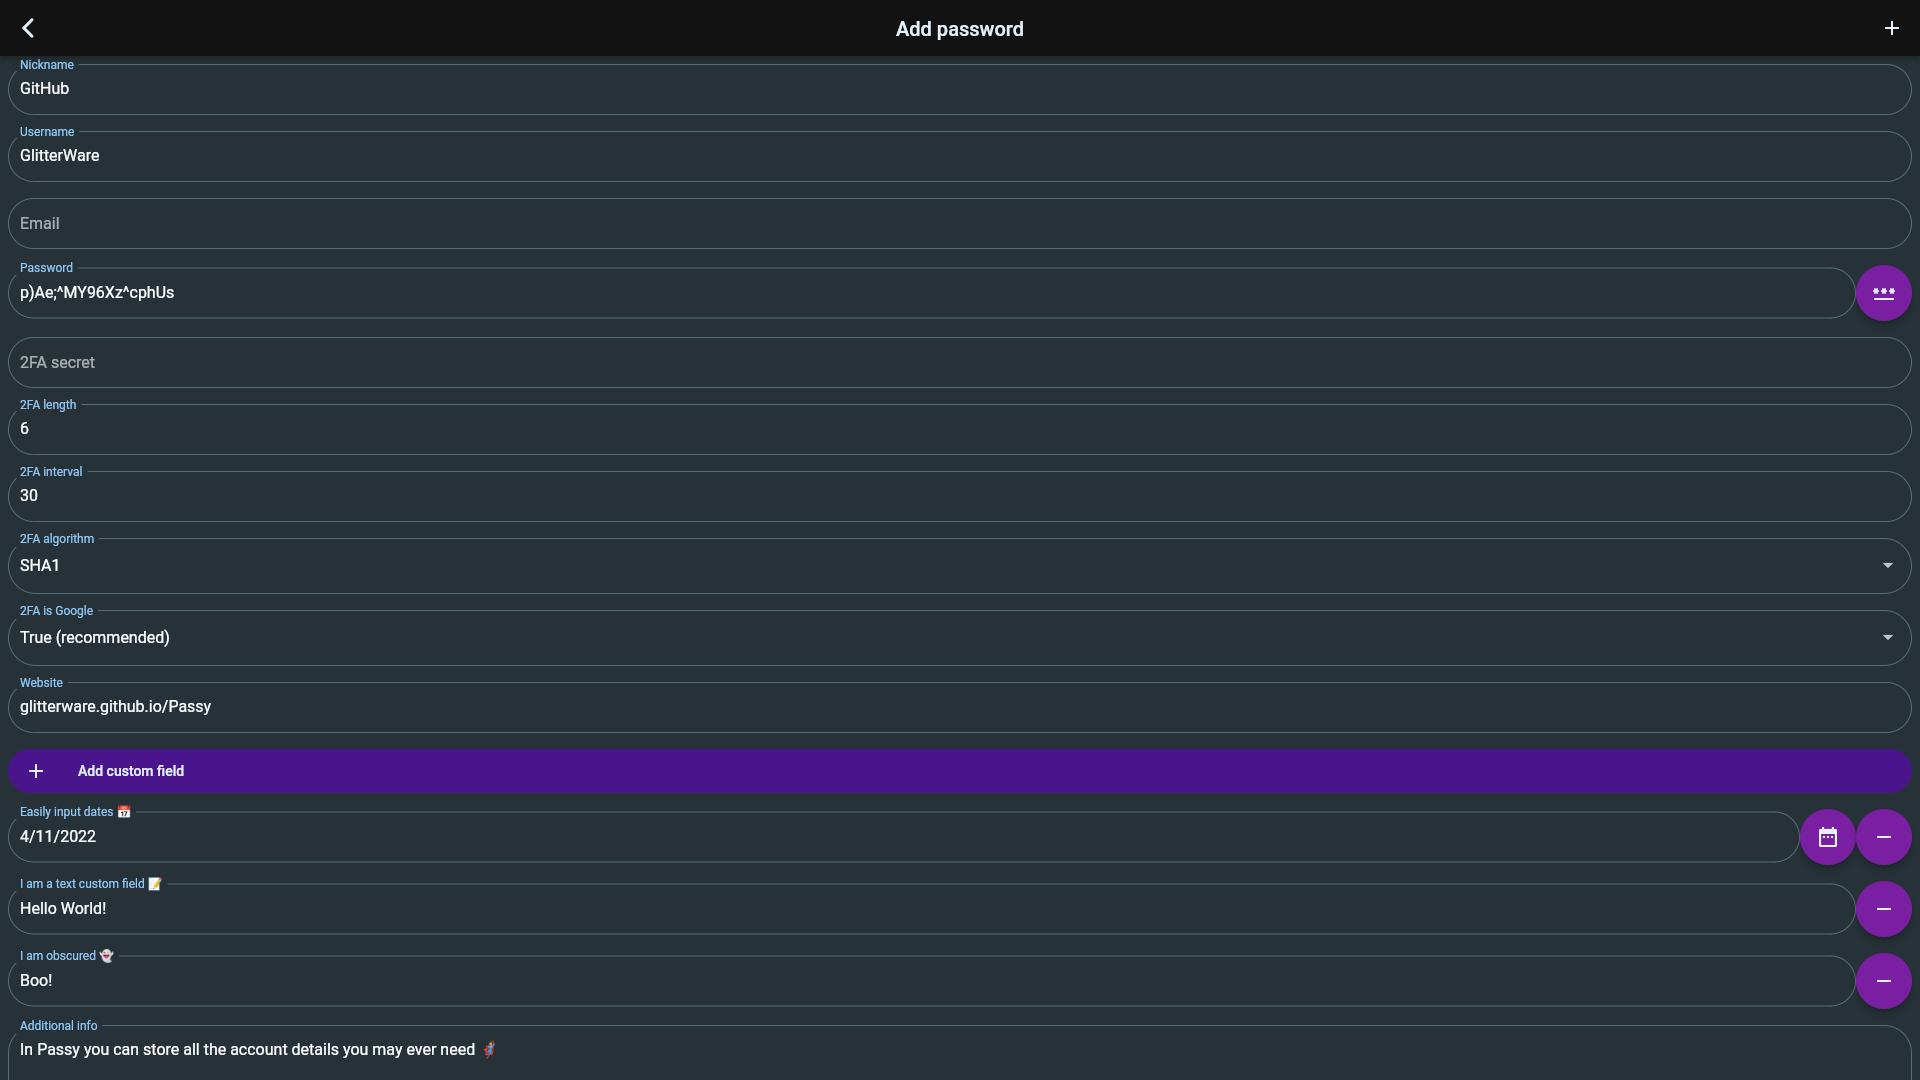 Add password
Nickname
GitHub
Username
GlitterWare
Email
Password
p)Ae;^MY96Xz^cphUs
2FA secret
2FA length
6
2FA interval
30
2FA algorithm
SHA1
2FA is Google
True (recommended)
Website
glitterware.github.io/Passy
Add custom field
Easily input dates 📅
4/11/2022
I am a text custom field 📝
Hello World!
I am obscured 👻
Boo!
Additional info
In Passy you can store all the account details you may ever need 🦸